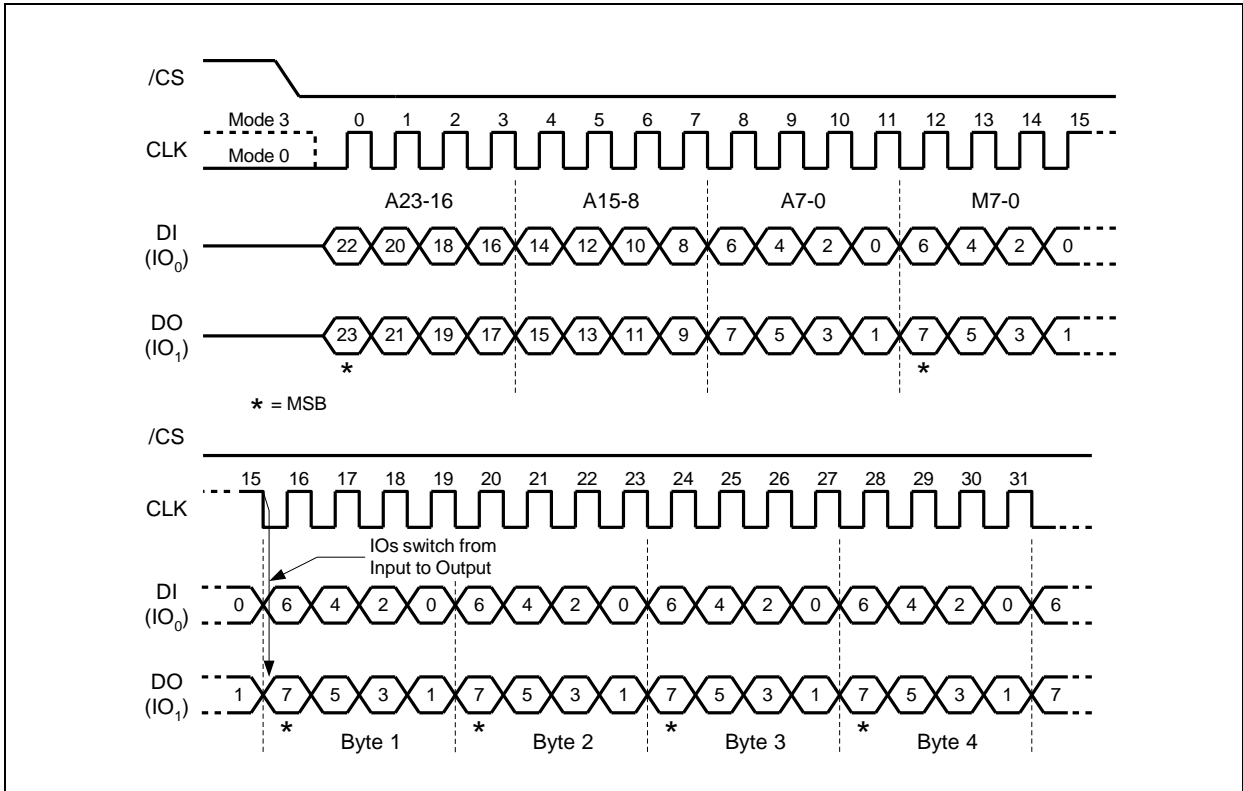 /CS
Mode 3
0 1 2 3 4 5 6 7 8 9 10 11 12 13 14 15
CLK
Mode 0
A23-16 A15-8 A7-0 M7-0
DI
(IO0)
22 20 18 16 14 12 10 8 6 4 2 0 6 4 2 0
DO
(IO1)
23 21 19 17 15 13 11 9 7 5 3 1 7 5 3 1
* *
* = MSB
/CS
15 16 17 18 19 20 21 22 23 24 25 26 27 28 29 30 31
CLK
IOs switch from
Input to Output
DI
(IO0)
0 6 4 2 0 6 4 2 0 6 4 2 0 6 4 2 0 6
DO
(IO1)
1 7 5 3 1 7 5 3 1 7 5 3 1 7 5 3 1 7
* * * *
Byte 1 Byte 2 Byte 3 Byte 4